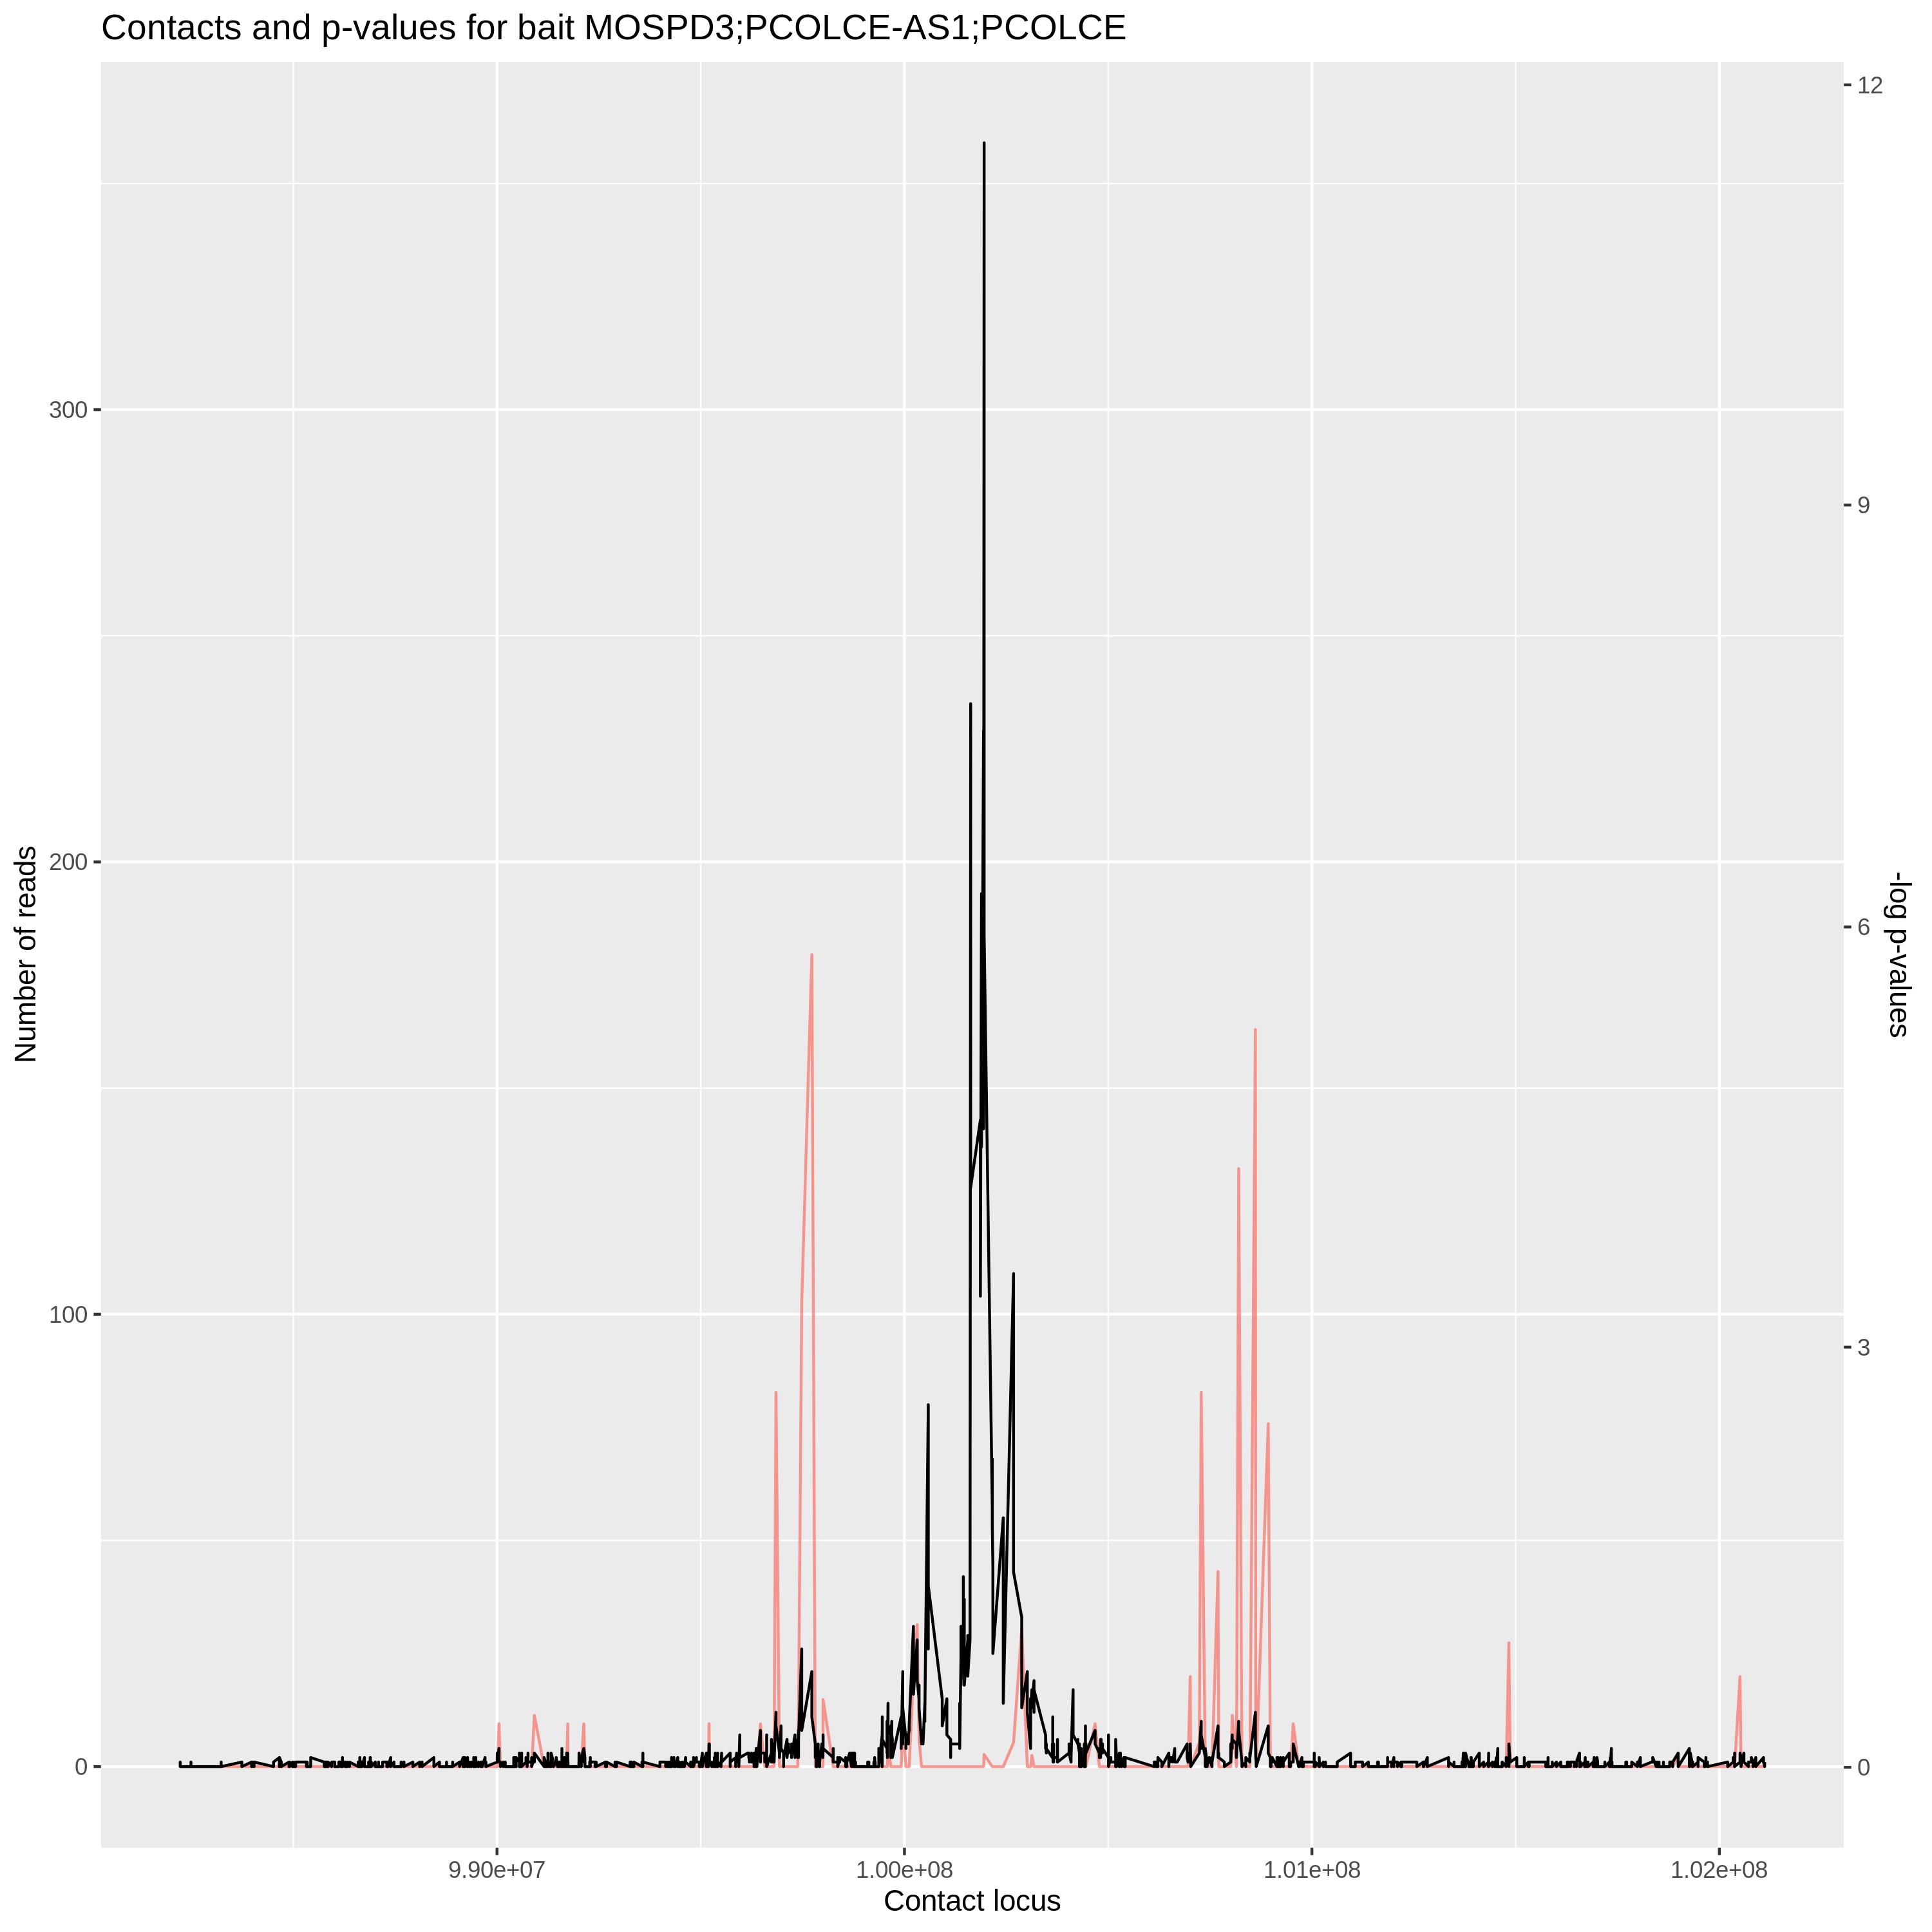 Contacts and p-values for bait MOSPD3;PCOLCE-AS1;PCOLCE
12
9
6
3
0
-log p-values
300
200
100
0
Number of reads
9.90e+07 1.00e+08 1.01e+08 1.02e+08
Contact locus